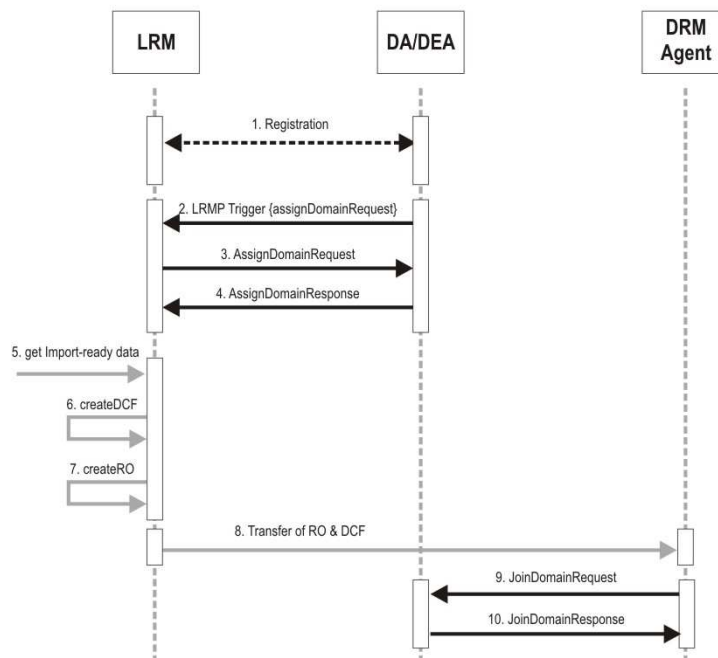 LRM
DA/DEA
DRM
Agent
1. Registration
2. LRMP Trigger {assignDomainRequest}
3. AssignDomainRequest
4. AssignDomainResponse
5. get Import-ready data
6. createDCF
7. createRO
8. Transfer of RO & DCF
9. JoinDomainRequest
10. JoinDomainResponse